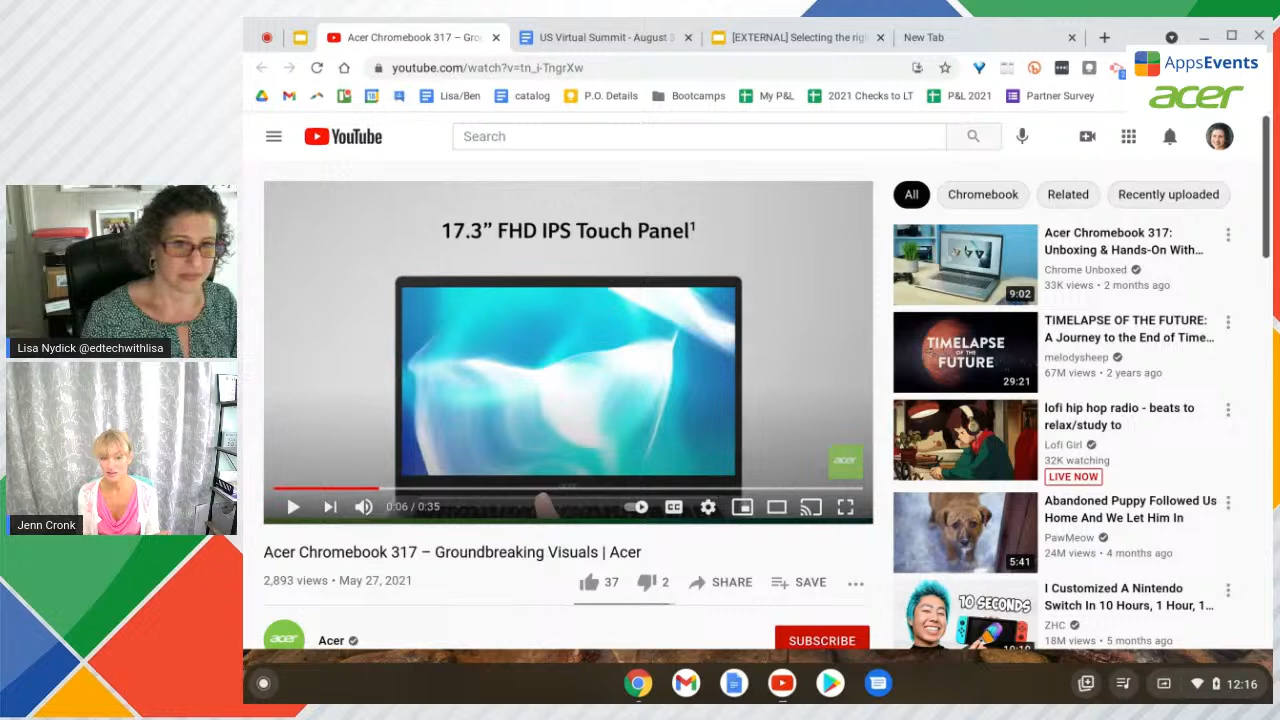 Acer Chromebook 317 – Gro
US Virtual Summit - August 3
[EXTERNAL] Selecting the rig
New Tab
youtube.com/watch?v=tn_i-TngrXw
AppsEvents
acer
Lisa/Ben
catalog
P.O. Details
Bootcamps
My P&L
2021 Checks to LT
P&L 2021
Partner Survey
YouTube
Search
17.3” FHD IPS Touch Panel¹
acer
0:06 / 0:35
Acer Chromebook 317 – Groundbreaking Visuals | Acer
2,893 views • May 27, 2021
37
2
SHARE
SAVE
acer
Acer
SUBSCRIBE
All
Chromebook
Related
Recently uploaded
Acer Chromebook 317:
Unboxing & Hands-On With…
Chrome Unboxed
33K views • 2 months ago
9:02
TIMELAPSE OF THE FUTURE:
A Journey to the End of Time…
melodysheep
67M views • 2 years ago
TIMELAPSE
OF THE
FUTURE
29:21
lofi hip hop radio - beats to
relax/study to
Lofi Girl
32K watching
LIVE NOW
Abandoned Puppy Followed Us
Home And We Let Him In
PawMeow
24M views • 4 months ago
5:41
I Customized A Nintendo
Switch In 10 Hours, 1 Hour, 1…
ZHC
18M views • 5 months ago
10 SECONDS
Lisa Nydick @edtechwithlisa
Jenn Cronk
12:16